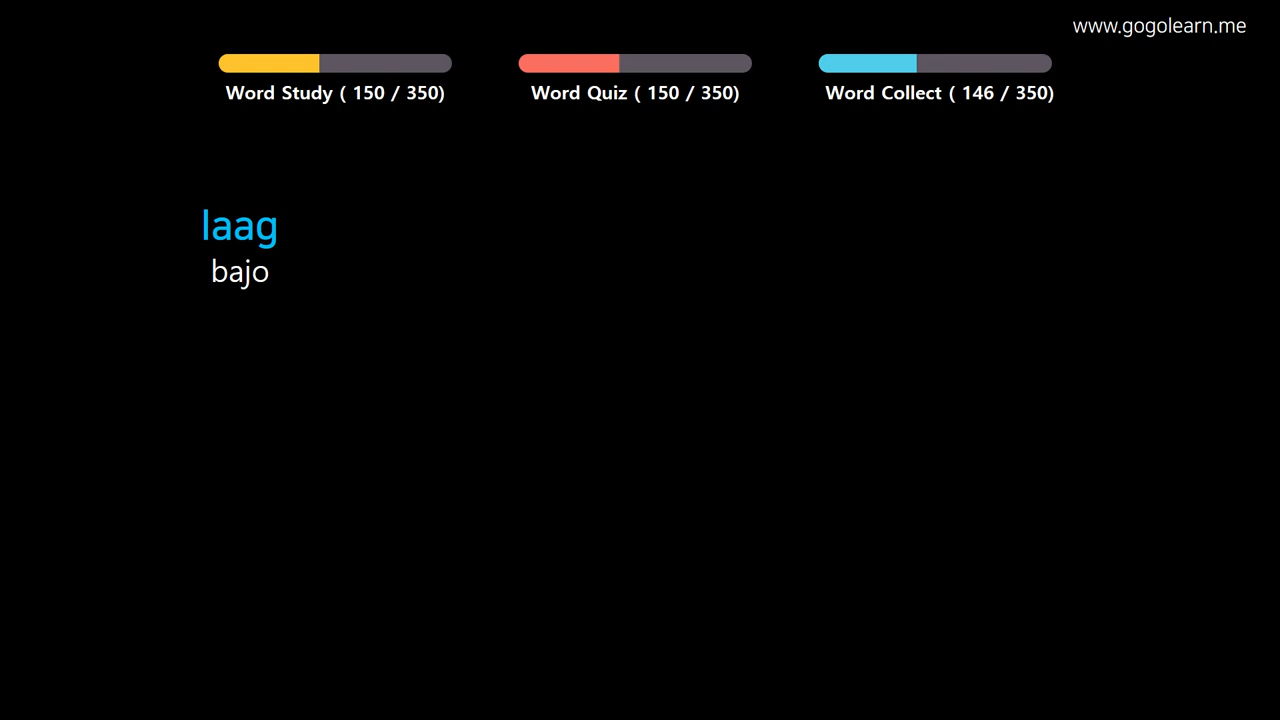 www.gogolearn.me
Word Study ( 150 / 350)
Word Quiz ( 150 / 350)
Word Collect ( 146 / 350)
laag
bajo